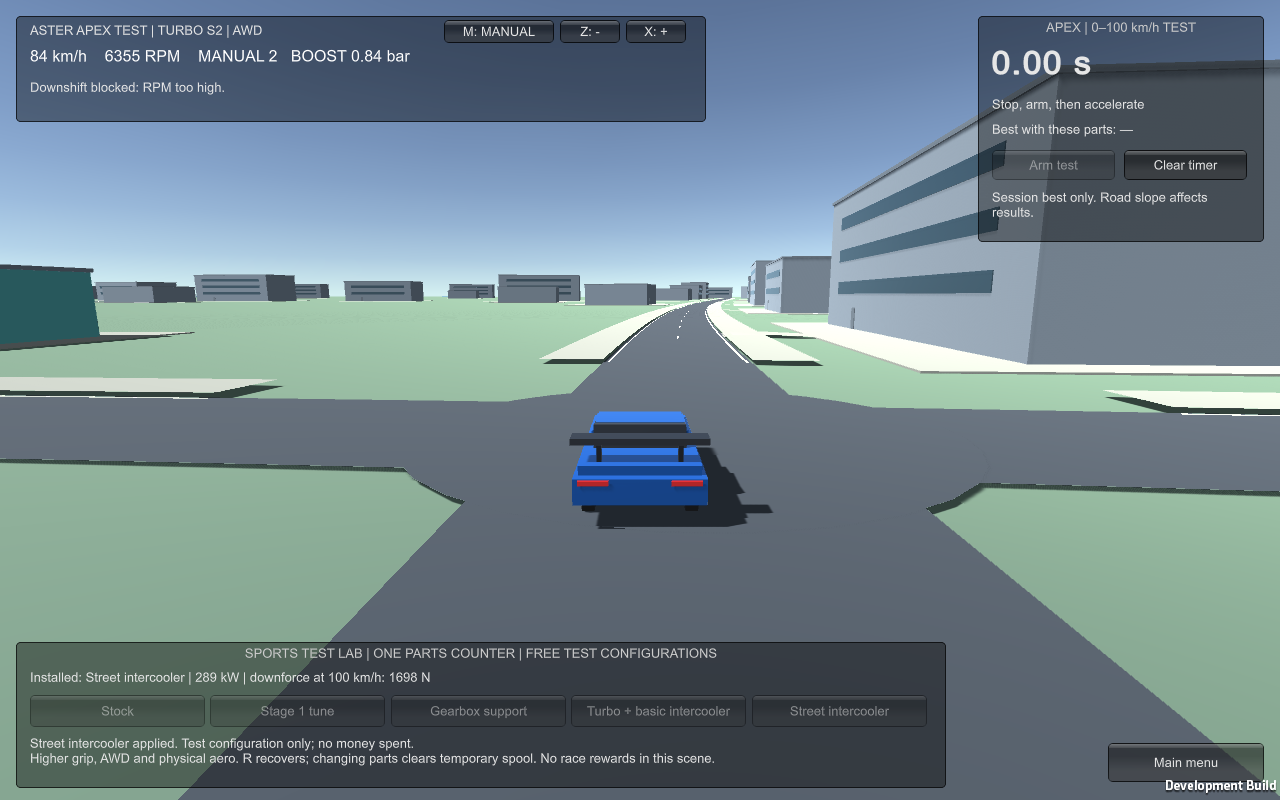 ASTER APEX TEST | TURBO S2 | AWD
M: MANUAL
Z: -
X: +
84 km/h 6355 RPM MANUAL 2 BOOST 0.84 bar
Downshift blocked: RPM too high.
APEX | 0–100 km/h TEST
0.00 s
Stop, arm, then accelerate
Best with these parts: —
Arm test
Clear timer
Session best only. Road slope affects
results.
SPORTS TEST LAB | ONE PARTS COUNTER | FREE TEST CONFIGURATIONS
Installed: Street intercooler | 289 kW | downforce at 100 km/h: 1698 N
Stock
Stage 1 tune
Gearbox support
Turbo + basic intercooler
Street intercooler
Street intercooler applied. Test configuration only; no money spent.
Higher grip, AWD and physical aero. R recovers; changing parts clears temporary spool. No race rewards in this scene.
Main menu
Development Build